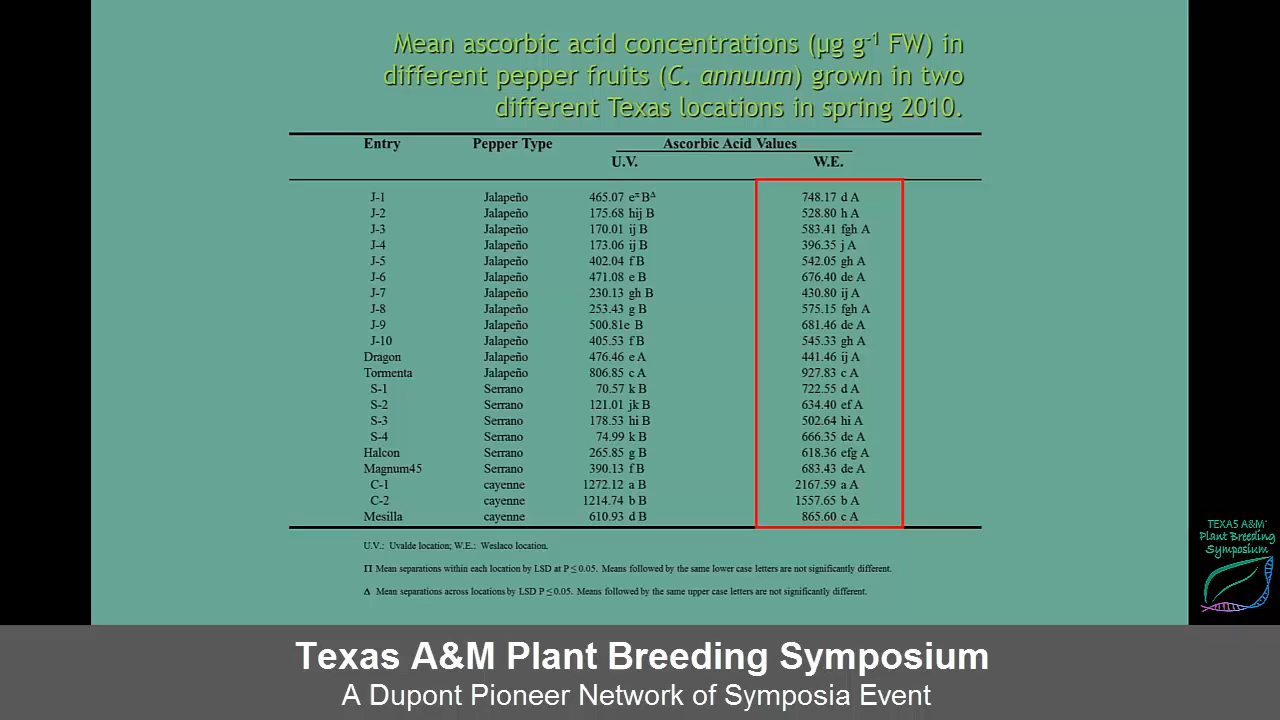 Mean ascorbic acid concentrations (µg g-1 FW) in
different pepper fruits (C. annuum) grown in two
different Texas locations in spring 2010.
Entry Pepper Type Ascorbic Acid Values
U.V. W.E.
J-1 Jalapeño 465.07 eπ BΔ 748.17 d A
J-2 Jalapeño 175.68 hij B 528.80 h A
J-3 Jalapeño 170.01 ij B 583.41 fgh A
J-4 Jalapeño 173.06 ij B 396.35 j A
J-5 Jalapeño 402.04 f B 542.05 gh A
J-6 Jalapeño 471.08 e B 676.40 de A
J-7 Jalapeño 230.13 gh B 430.80 ij A
J-8 Jalapeño 253.43 g B 575.15 fgh A
J-9 Jalapeño 500.81e B 681.46 de A
J-10 Jalapeño 405.53 f B 545.33 gh A
Dragon Jalapeño 476.46 e A 441.46 ij A
Tormenta Jalapeño 806.85 c A 927.83 c A
S-1 Serrano 70.57 k B 722.55 d A
S-2 Serrano 121.01 jk B 634.40 ef A
S-3 Serrano 178.53 hi B 502.64 hi A
S-4 Serrano 74.99 k B 666.35 de A
Halcon Serrano 265.85 g B 618.36 efg A
Magnum45 Serrano 390.13 f B 683.43 de A
C-1 cayenne 1272.12 a B 2167.59 a A
C-2 cayenne 1214.74 b B 1557.65 b A
Mesilla cayenne 610.93 d B 865.60 c A
U.V.: Uvalde location; W.E.: Weslaco location.
Π Mean separations within each location by LSD at P ≤ 0.05. Means followed by the same lower case letters are not significantly different.
Δ Mean separations across locations by LSD P ≤ 0.05. Means followed by the same upper case letters are not significantly different.
TEXAS A&M
Plant Breeding
Symposium
Texas A&M Plant Breeding Symposium
A Dupont Pioneer Network of Symposia Event